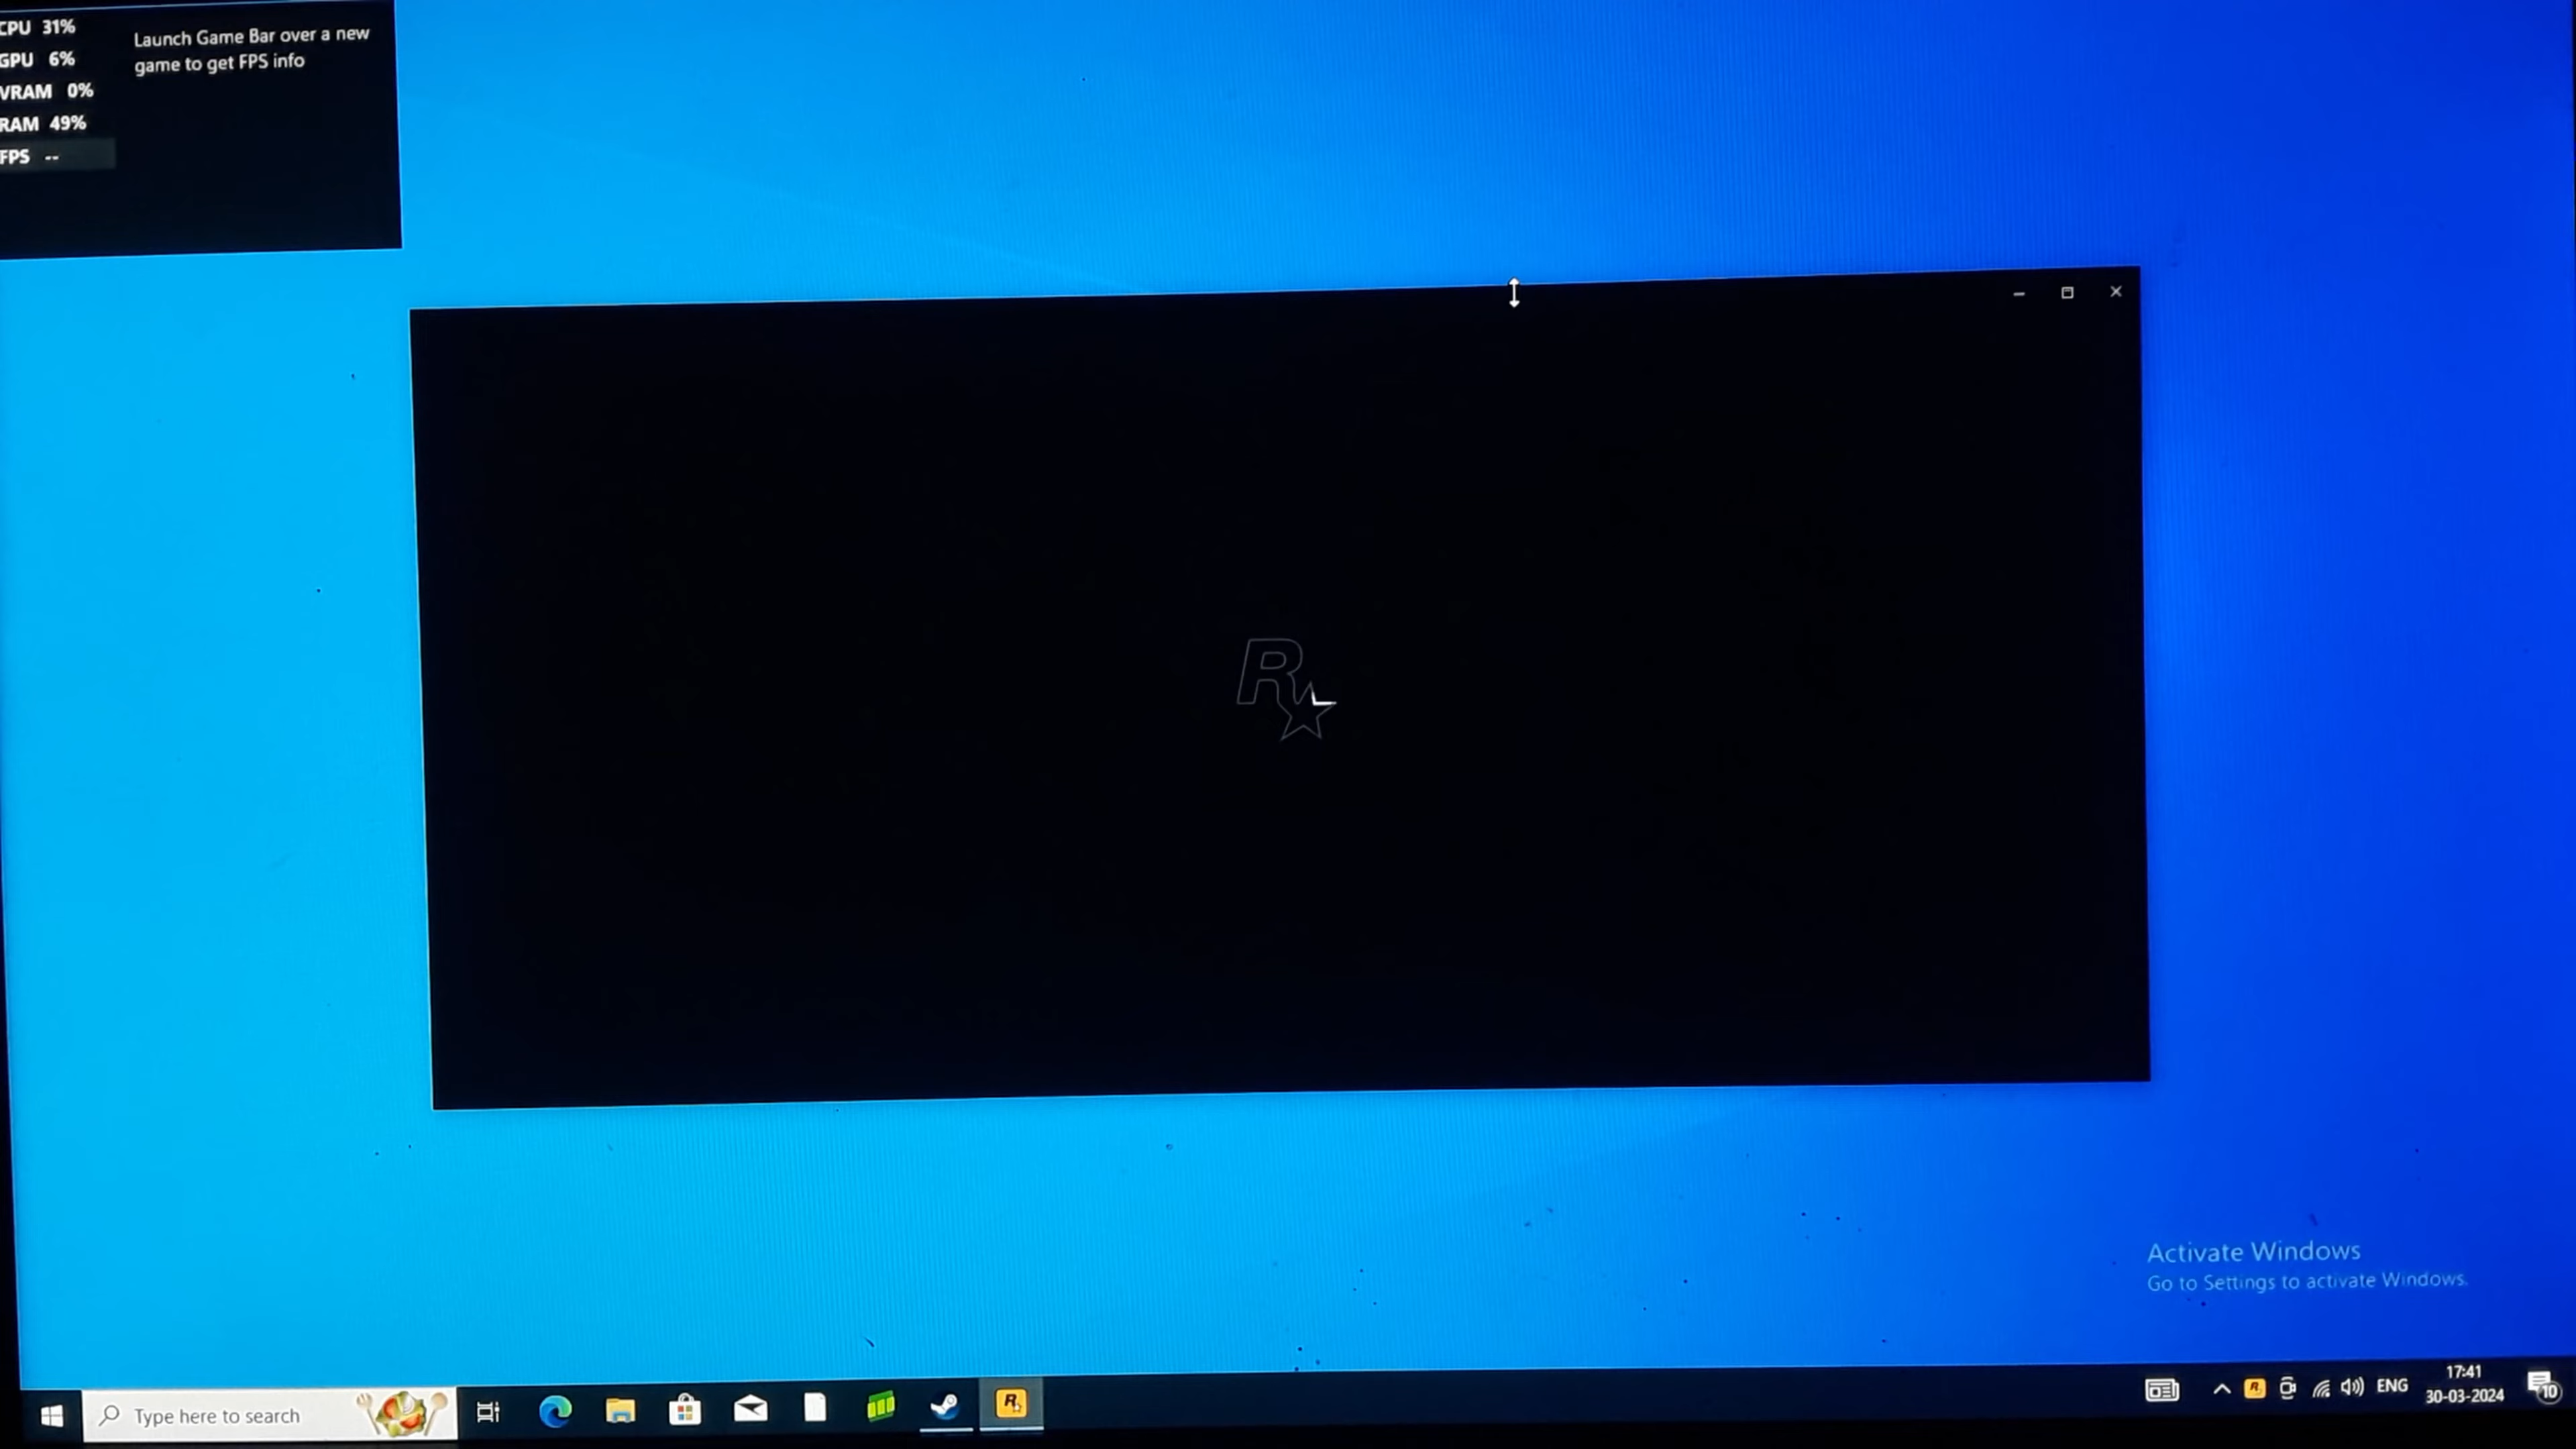 CPU 31%
GPU 6%
VRAM 0%
RAM 49%
FPS --
Launch Game Bar over a new
game to get FPS info
R
Activate Windows
Go to Settings to activate Windows.
Type here to search
R
R
ENG
17:41
30-03-2024
10